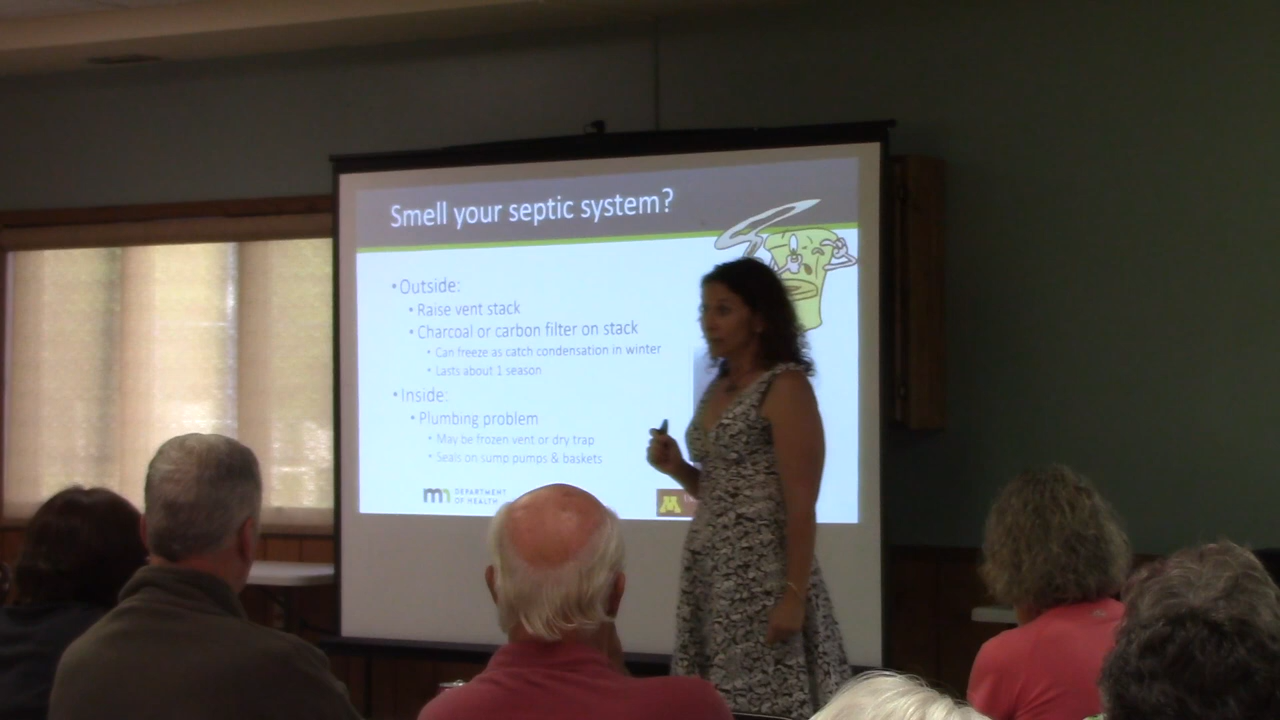 Smell your septic system?
•Outside:
• Raise vent stack
• Charcoal or carbon filter on stack
• Can freeze as catch condensation in winter
• Lasts about 1 season
•Inside:
• Plumbing problem
• May be frozen vent or dry trap
• Seals on sump pumps & baskets
mn DEPARTMENT
OF HEALTH
M